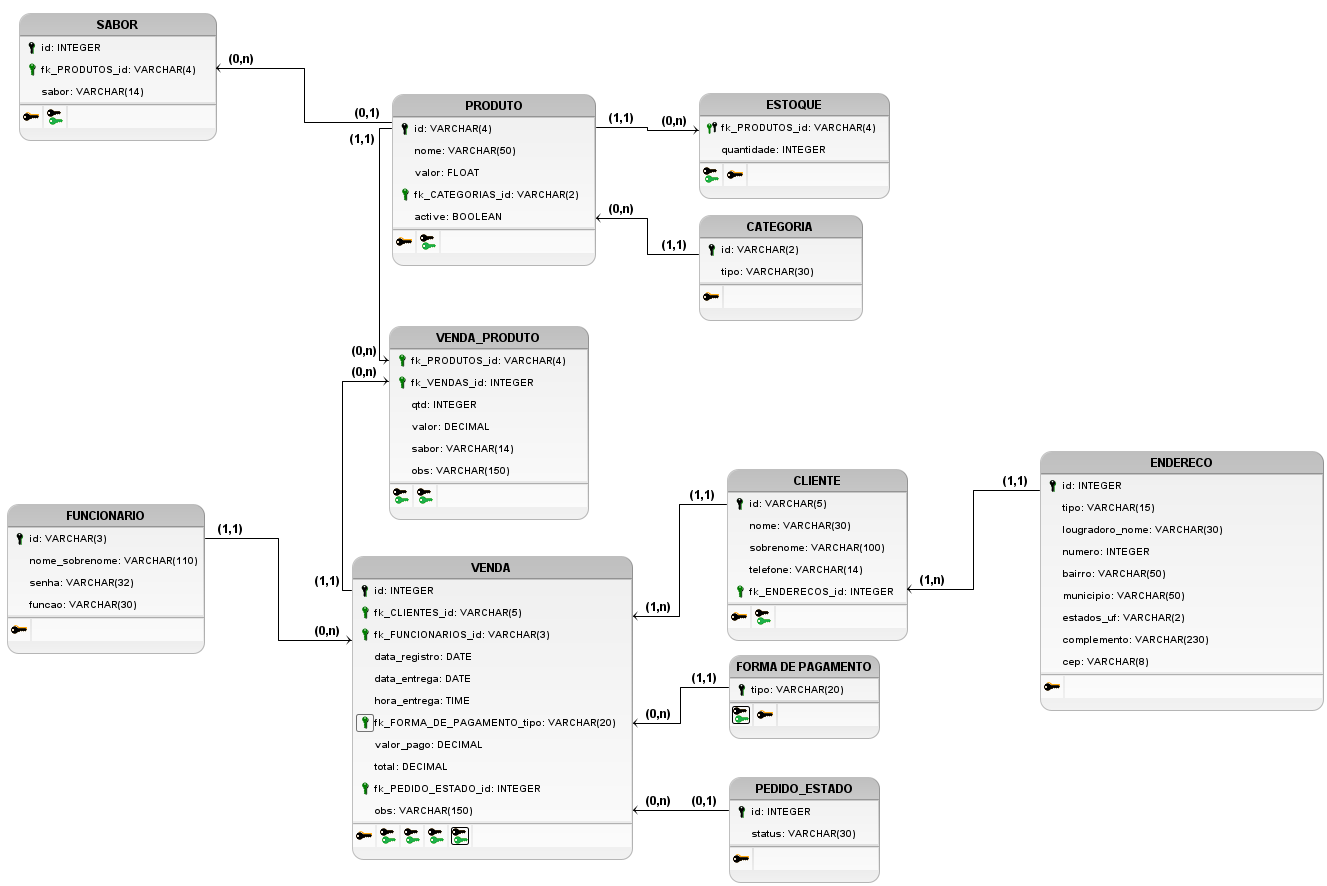 SABOR
id: INTEGER
fk_PRODUTOS_id: VARCHAR(4)
sabor: VARCHAR(14)
(0,n)
(0,1)
(1,1)
PRODUTO
id: VARCHAR(4)
nome: VARCHAR(50)
valor: FLOAT
fk_CATEGORIAS_id: VARCHAR(2)
active: BOOLEAN
(1,1)
(0,n)
ESTOQUE
fk_PRODUTOS_id: VARCHAR(4)
quantidade: INTEGER
(0,n)
(1,1)
CATEGORIA
id: VARCHAR(2)
tipo: VARCHAR(30)
(0,n)
(0,n)
VENDA_PRODUTO
fk_PRODUTOS_id: VARCHAR(4)
fk_VENDAS_id: INTEGER
qtd: INTEGER
valor: DECIMAL
sabor: VARCHAR(14)
obs: VARCHAR(150)
FUNCIONARIO
id: VARCHAR(3)
nome_sobrenome: VARCHAR(110)
senha: VARCHAR(32)
funcao: VARCHAR(30)
(1,1)
(0,n)
(1,1)
VENDA
id: INTEGER
fk_CLIENTES_id: VARCHAR(5)
fk_FUNCIONARIOS_id: VARCHAR(3)
data_registro: DATE
data_entrega: DATE
hora_entrega: TIME
fk_FORMA_DE_PAGAMENTO_tipo: VARCHAR(20)
valor_pago: DECIMAL
total: DECIMAL
fk_PEDIDO_ESTADO_id: INTEGER
obs: VARCHAR(150)
(1,1)
(1,n)
CLIENTE
id: VARCHAR(5)
nome: VARCHAR(30)
sobrenome: VARCHAR(100)
telefone: VARCHAR(14)
fk_ENDERECOS_id: INTEGER
(1,1)
(1,n)
ENDERECO
id: INTEGER
tipo: VARCHAR(15)
lougradoro_nome: VARCHAR(30)
numero: INTEGER
bairro: VARCHAR(50)
municipio: VARCHAR(50)
estados_uf: VARCHAR(2)
complemento: VARCHAR(230)
cep: VARCHAR(8)
(1,1)
(0,n)
FORMA DE PAGAMENTO
tipo: VARCHAR(20)
(0,n)
(0,1)
PEDIDO_ESTADO
id: INTEGER
status: VARCHAR(30)